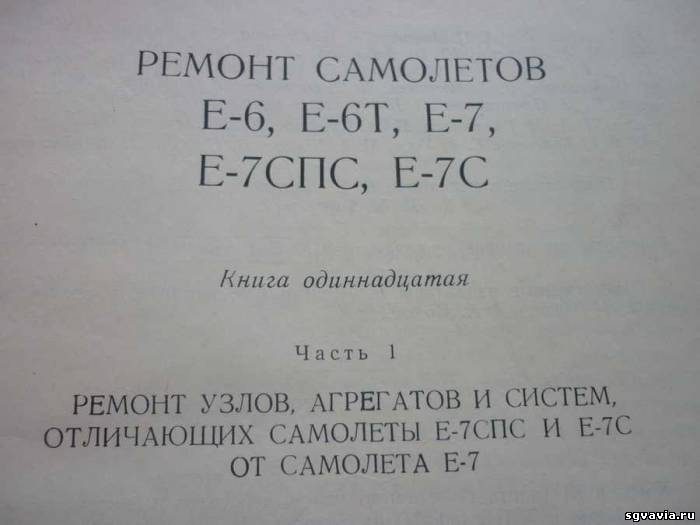 РЕМОНТ САМОЛЕТОВ
Е-6, Е-6Т, Е-7,
Е-7СПС, Е-7С
Книга одиннадцатая
Часть 1
РЕМОНТ УЗЛОВ, АГРЕГАТОВ И СИСТЕМ,
ОТЛИЧАЮЩИХ САМОЛЕТЫ Е-7СПС И Е-7С
ОТ САМОЛЕТА Е-7
sgvavia.ru